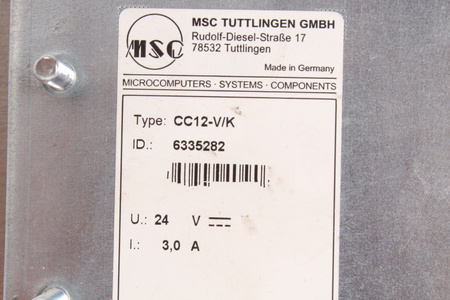 MSC
MSC TUTTLINGEN GMBH
Rudolf-Diesel-Straße 17
78532 Tuttlingen
Made in Germany
MICROCOMPUTERS · SYSTEMS · COMPONENTS
Type: CC12-V/K
ID.: 6335282
U.: 24 V
I.: 3,0 A